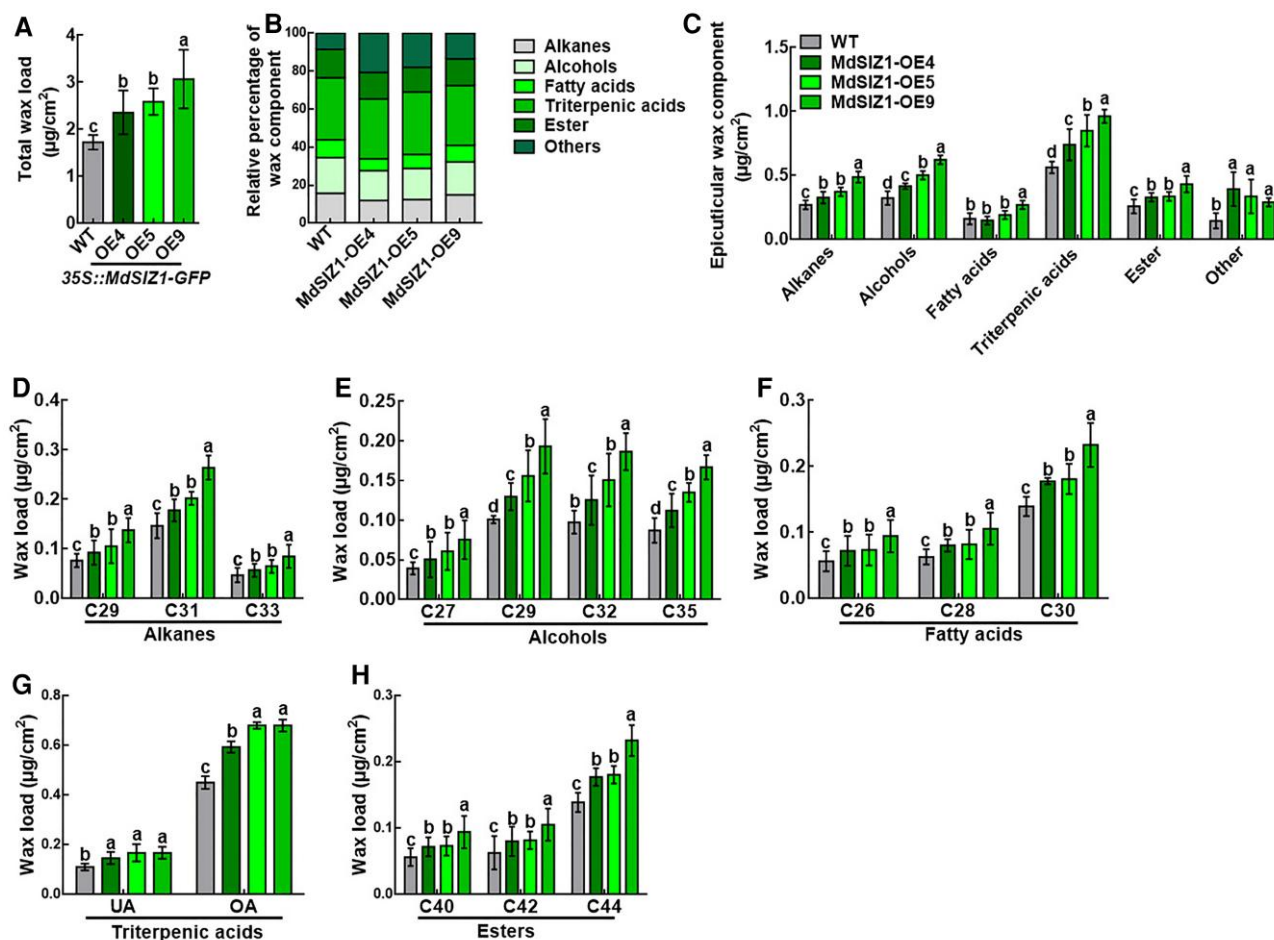 A
Total wax load
(µg/cm²)
4
3
2
1
0
c
b
b
a
WT
OE4
OE5
OE9
35S::MdSIZ1-GFP
B
Relative percentage of
wax component
100
80
60
40
20
0
WT
MdSIZ1-OE4
MdSIZ1-OE5
MdSIZ1-OE9
Alkanes
Alcohols
Fatty acids
Triterpenic acids
Ester
Others
C
Epicuticular wax component
(µg/cm²)
1.5
1.0
0.5
0.0
WT
MdSIZ1-OE4
MdSIZ1-OE5
MdSIZ1-OE9
c b b a
d c b a
b b b a
d c b a
c b b a
b a a a
Alkanes
Alcohols
Fatty acids
Triterpenic acids
Ester
Other
D
Wax load (µg/cm²)
0.4
0.3
0.2
0.1
0.0
c b b a
c b b a
c b b a
C29 C31 C33
Alkanes
E
Wax load (µg/cm²)
0.25
0.20
0.15
0.10
0.05
0.00
c b b a
d c b a
c c b a
d c b a
C27 C29 C32 C35
Alcohols
F
Wax load (µg/cm²)
0.3
0.2
0.1
0.0
c b b a
c b b a
c b b a
C26 C28 C30
Fatty acids
G
Wax load (µg/cm²)
0.8
0.6
0.4
0.2
0.0
b a a a
c b a a
UA OA
Triterpenic acids
H
Wax load (µg/cm²)
0.3
0.2
0.1
0.0
c b b a
c b b a
c b b a
C40 C42 C44
Esters